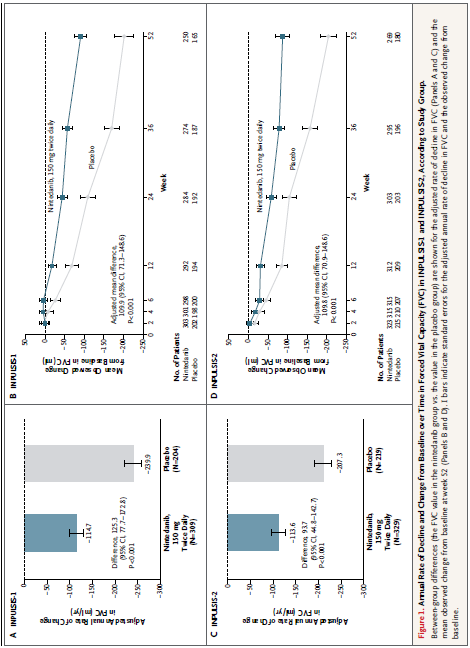 A INPULSIS-1
Adjusted Annual Rate of Change
in FVC (ml/yr)
0
−50
−100
−150
−200
−250
−300
−114.7
−239.9
Difference, 125.3
(95% CI, 77.7–172.8)
P<0.001
Nintedanib,
150 mg
Twice Daily
(N=309)
Placebo
(N=204)
B INPULSIS-1
Mean Observed Change
from Baseline in FVC (ml)
50
0
−50
−100
−150
−200
−250
Nintedanib, 150 mg twice daily
Placebo
Adjusted mean difference,
109.9 (95% CI, 71.3–148.6)
P<0.001
0 2 4 6 12 24 36 52
Week
No. of Patients
Nintedanib 303 301 298 292 284 274 250
Placebo 202 198 200 194 192 187 165
C INPULSIS-2
Adjusted Annual Rate of Change
in FVC (ml/yr)
0
−50
−100
−150
−200
−250
−300
−113.6
−207.3
Difference, 93.7
(95% CI, 44.8–142.7)
P<0.001
Nintedanib,
150 mg
Twice Daily
(N=329)
Placebo
(N=219)
D INPULSIS-2
Mean Observed Change
from Baseline in FVC (ml)
50
0
−50
−100
−150
−200
−250
Nintedanib, 150 mg twice daily
Placebo
Adjusted mean difference,
109.8 (95% CI, 70.9–148.6)
P<0.001
0 2 4 6 12 24 36 52
Week
No. of Patients
Nintedanib 323 315 315 312 303 295 269
Placebo 215 210 207 209 203 196 180
Figure 1. Annual Rate of Decline and Change from Baseline over Time in Forced Vital Capacity (FVC) in INPULSIS-1 and INPULSIS-2, According to Study Group.
Between-group differences (the FVC value in the nintedanib group vs. the value in the placebo group) are shown for the adjusted rate of decline in FVC (Panels A and C) and the
mean observed change from baseline at week 52 (Panels B and D). I bars indicate standard errors for the adjusted annual rate of decline in FVC and the observed change from
baseline.